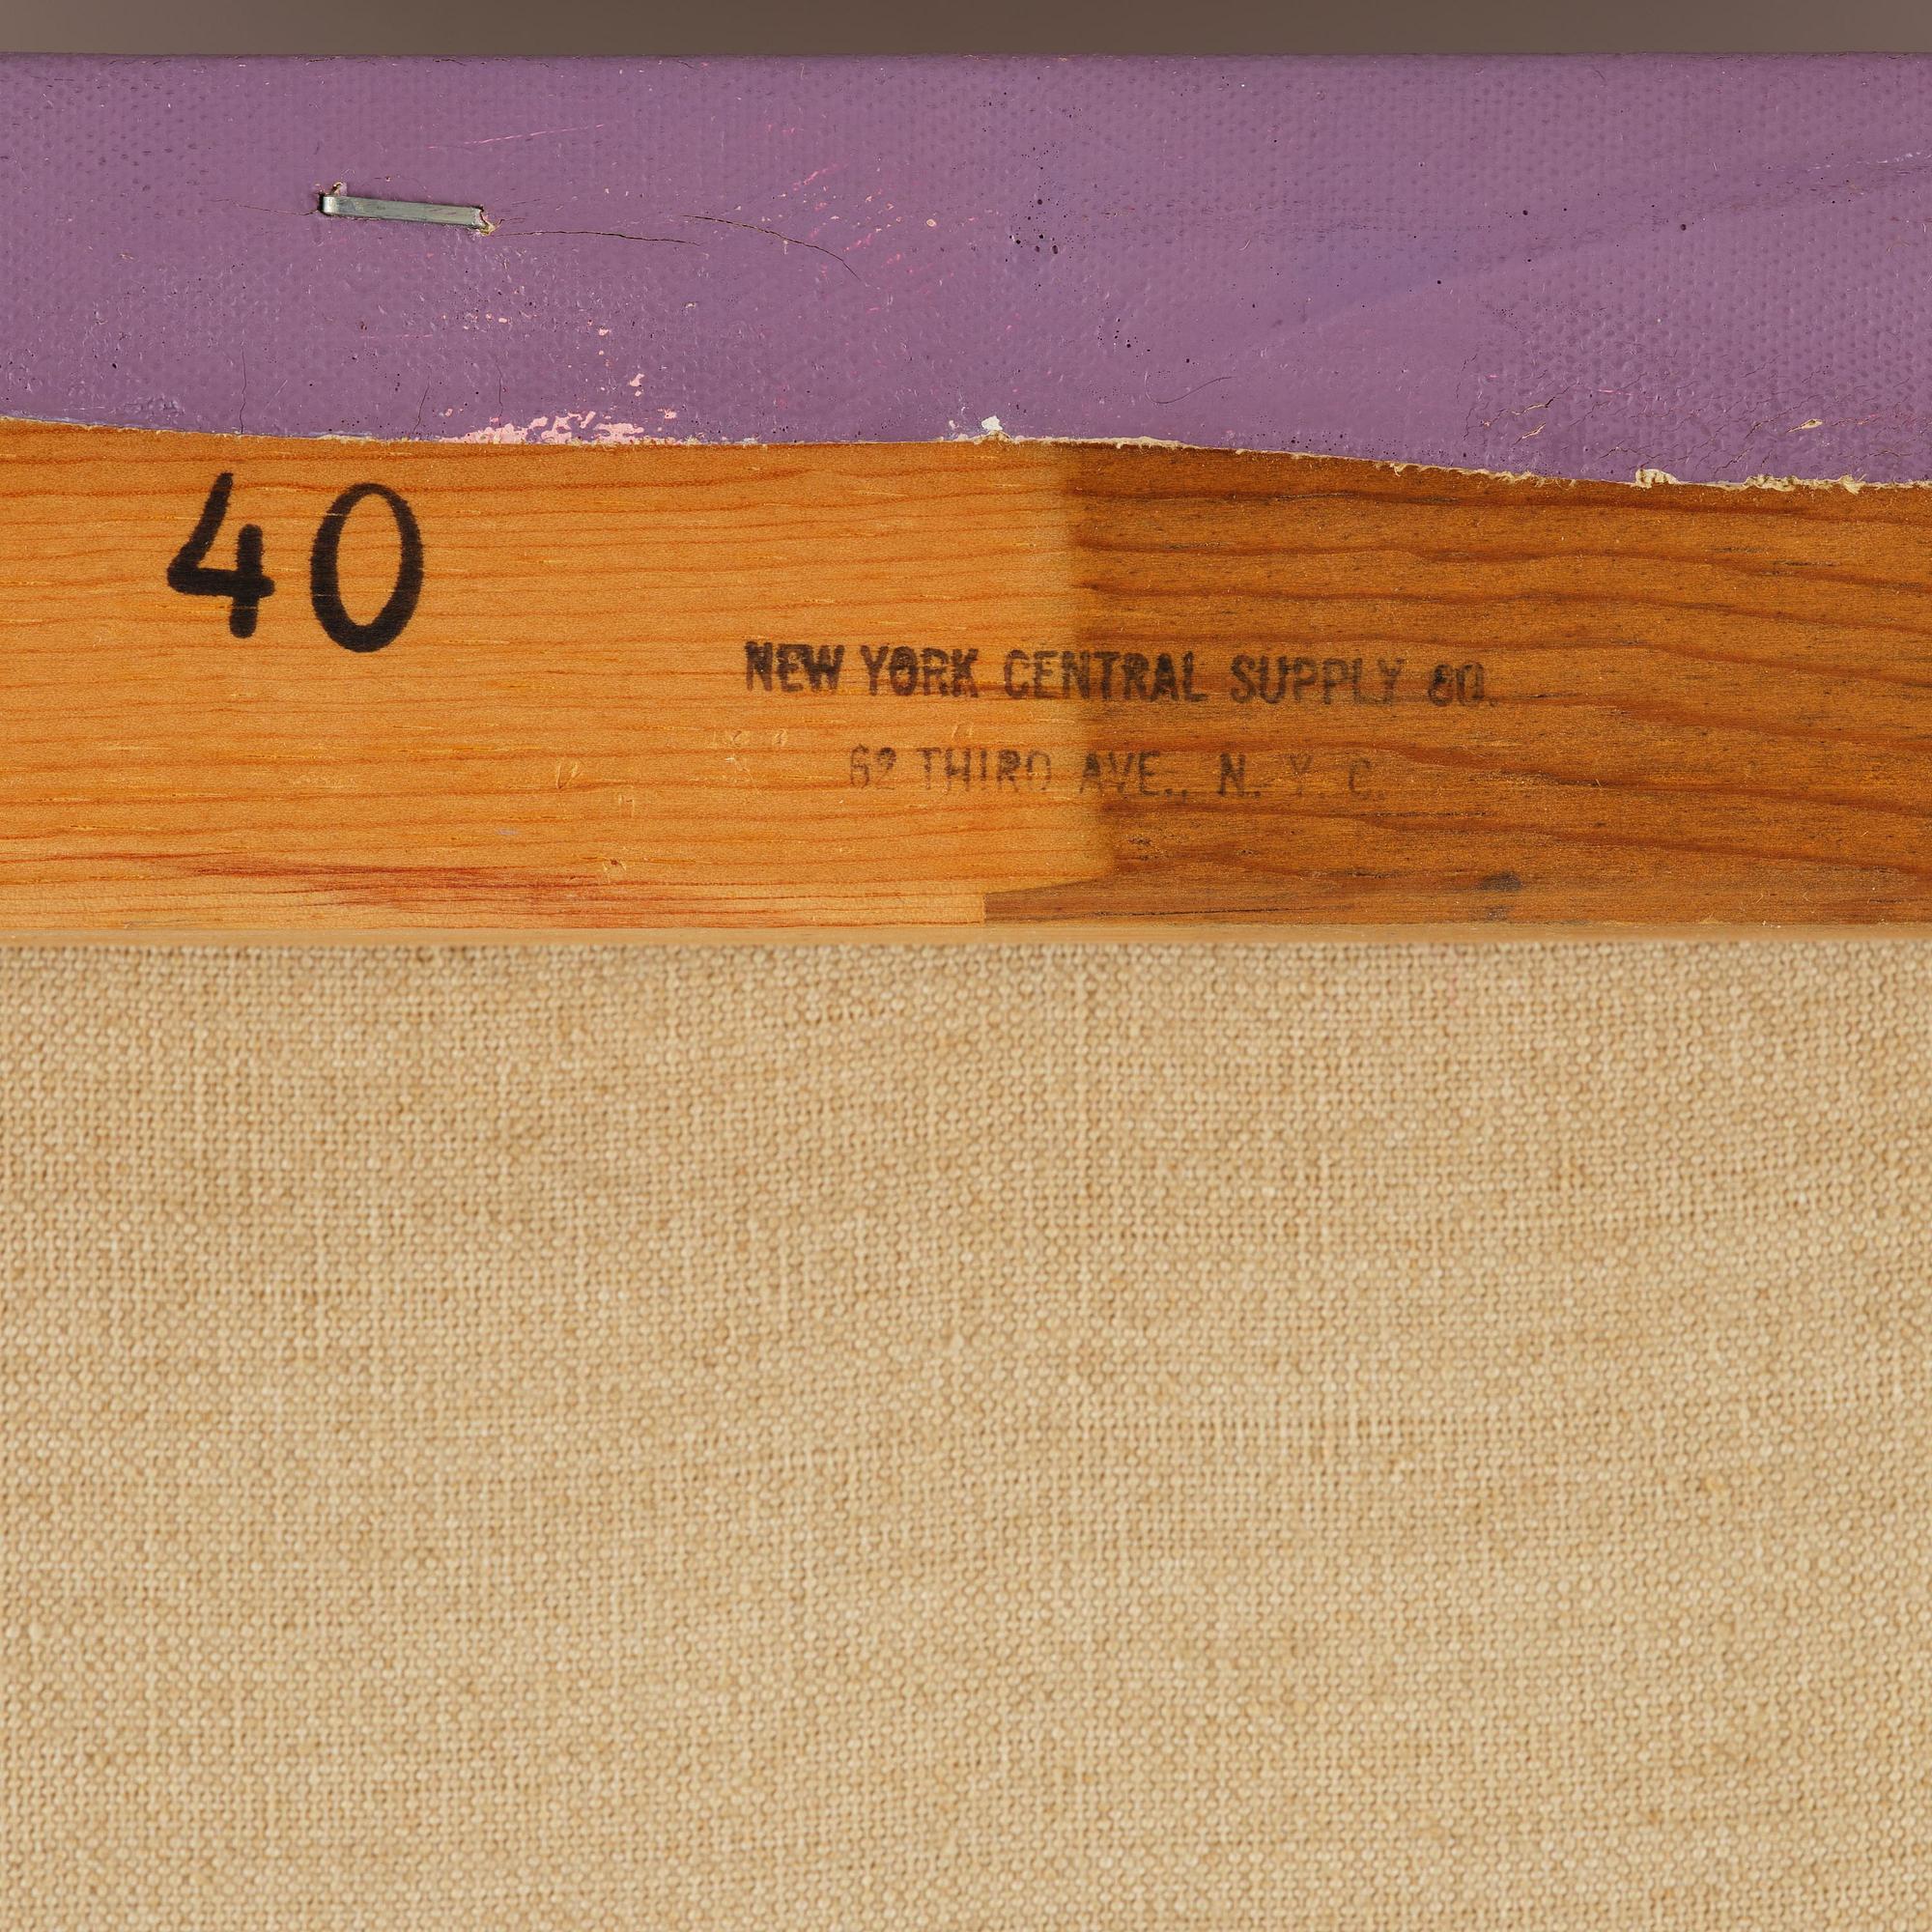 40
NEW YORK CENTRAL SUPPLY CO.
62 THIRD AVE., N. Y. C.